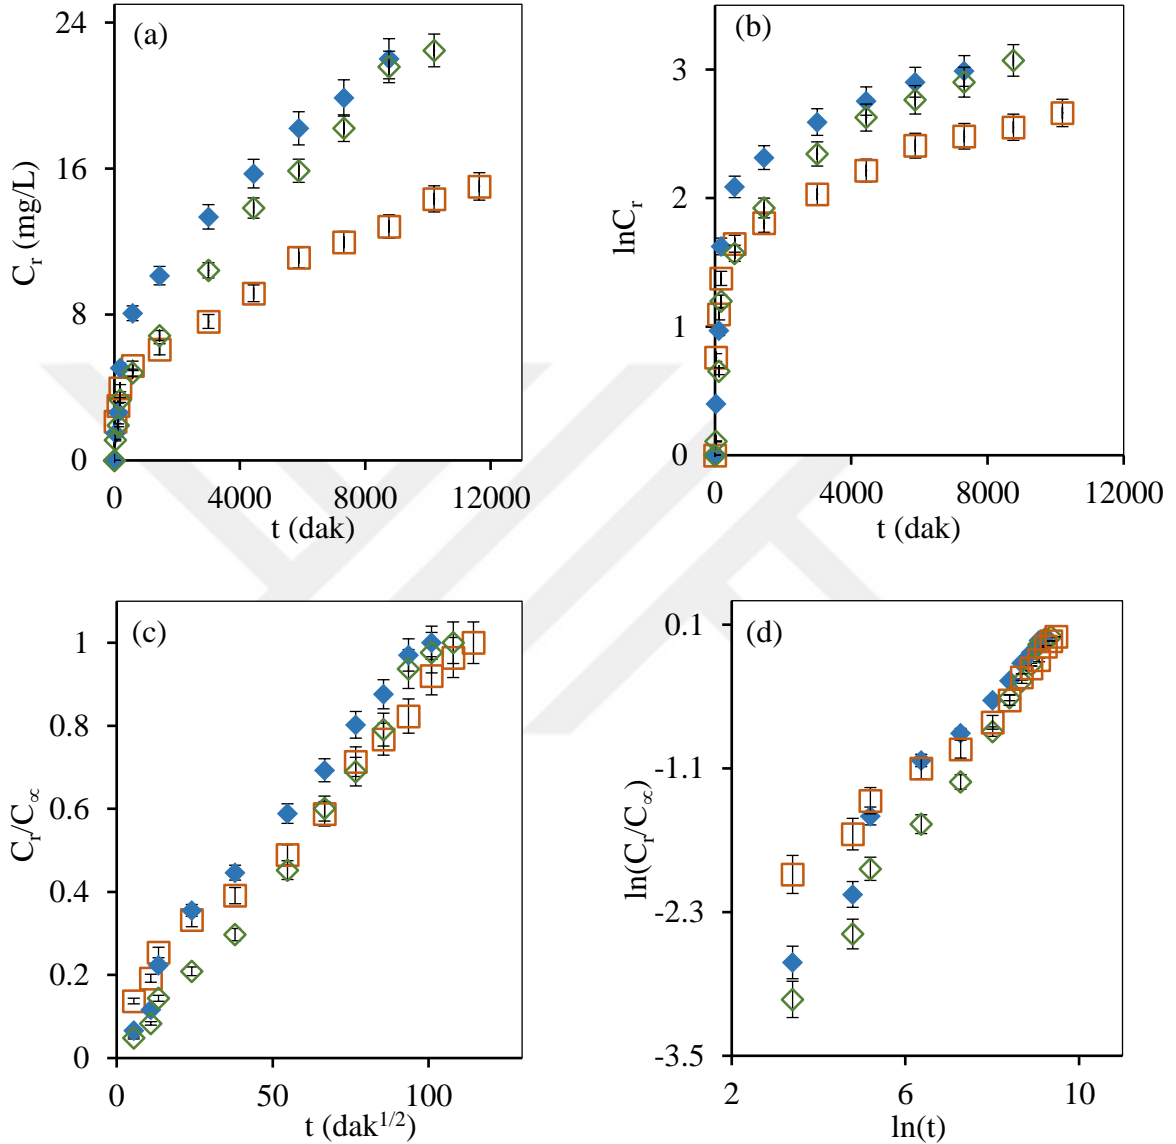 (a)
24
16
8
0
C_r (mg/L)
0 4000 8000 12000
t (dak)
(b)
3
2
1
0
lnC_r
0 4000 8000 12000
t (dak)
(c)
1
0.8
0.6
0.4
0.2
0
C_r/C_∝
0 50 100
t (dak^{1/2})
(d)
0.1
-1.1
-2.3
-3.5
ln(C_r/C_∝)
2 6 10
ln(t)